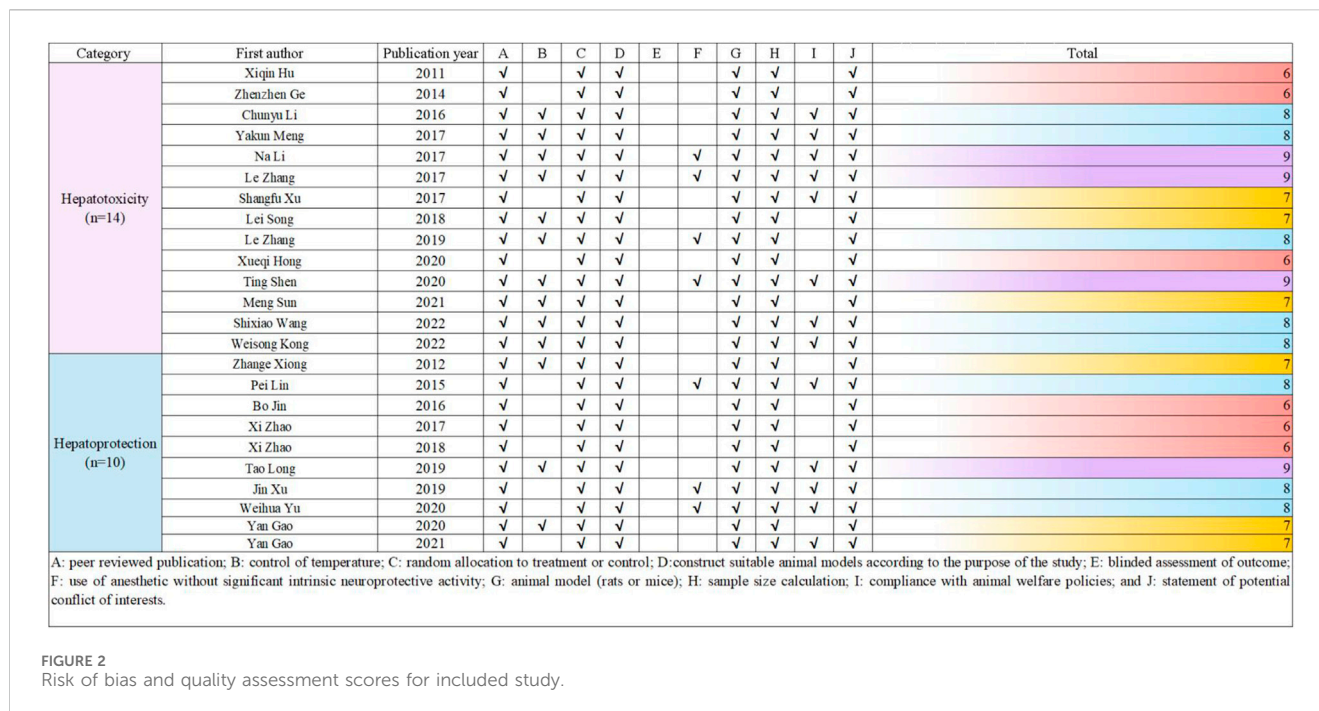 Category First author Publication year A B C D E F G H I J Total
Hepatotoxicity
(n=14)
Xiqin Hu 2011 √ √ √ √ √ √ 6
Zhenzhen Ge 2014 √ √ √ √ √ √ 6
Chunyu Li 2016 √ √ √ √ √ √ √ √ 8
Yakun Meng 2017 √ √ √ √ √ √ √ √ 8
Na Li 2017 √ √ √ √ √ √ √ √ √ 9
Le Zhang 2017 √ √ √ √ √ √ √ √ √ 9
Shangfu Xu 2017 √ √ √ √ √ √ √ 7
Lei Song 2018 √ √ √ √ √ √ √ 7
Le Zhang 2019 √ √ √ √ √ √ √ √ 8
Xueqi Hong 2020 √ √ √ √ √ √ 6
Ting Shen 2020 √ √ √ √ √ √ √ √ √ 9
Meng Sun 2021 √ √ √ √ √ √ √ 7
Shixiao Wang 2022 √ √ √ √ √ √ √ √ 8
Weisong Kong 2022 √ √ √ √ √ √ √ √ 8
Hepatoprotection
(n=10)
Zhange Xiong 2012 √ √ √ √ √ √ √ 7
Pei Lin 2015 √ √ √ √ √ √ √ √ 8
Bo Jin 2016 √ √ √ √ √ √ 6
Xi Zhao 2017 √ √ √ √ √ √ 6
Xi Zhao 2018 √ √ √ √ √ √ 6
Tao Long 2019 √ √ √ √ √ √ √ √ 9
Jin Xu 2019 √ √ √ √ √ √ √ √ 8
Weihua Yu 2020 √ √ √ √ √ √ √ √ 8
Yan Gao 2020 √ √ √ √ √ √ √ 7
Yan Gao 2021 √ √ √ √ √ √ √ 7
A: peer reviewed publication; B: control of temperature; C: random allocation to treatment or control; D:construct suitable animal models according to the purpose of the study; E: blinded assessment of outcome;
F: use of anesthetic without significant intrinsic neuroprotective activity; G: animal model (rats or mice); H: sample size calculation; I: compliance with animal welfare policies; and J: statement of potential
conflict of interests.
FIGURE 2
Risk of bias and quality assessment scores for included study.